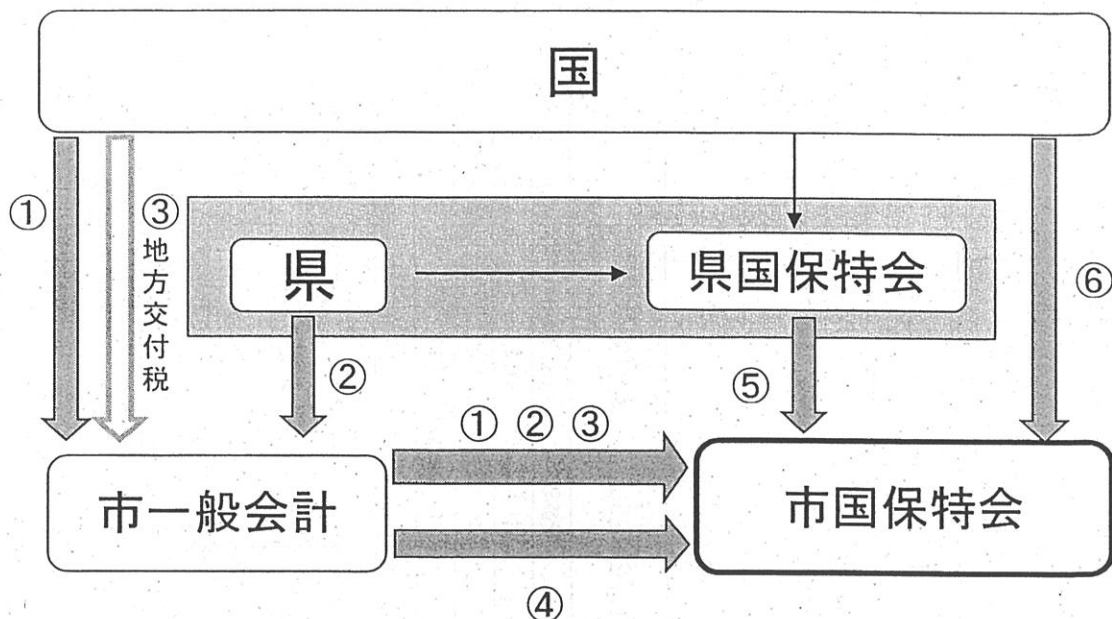 国
①
③
地方交付税
県
県国保特会
⑥
②
⑤
① ② ③
市一般会計
市国保特会
④